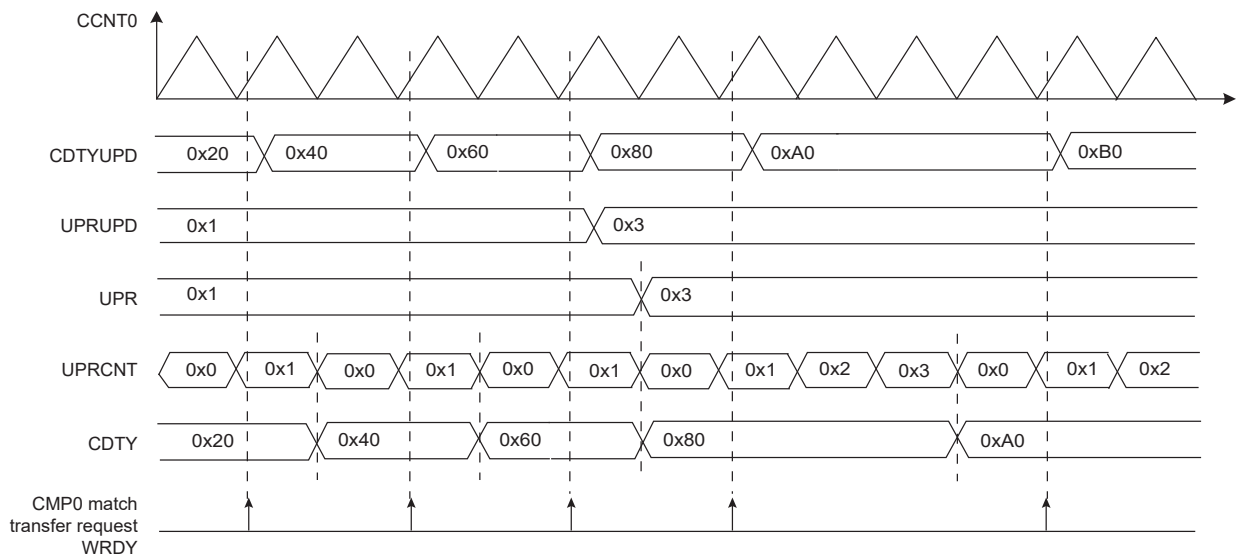 CCNT0
CDTYUPD 0x20 0x40 0x60 0x80 0xA0 0xB0
UPRUPD 0x1 0x3
UPR 0x1 0x3
UPRCNT 0x0 0x1 0x0 0x1 0x0 0x1 0x0 0x1 0x2 0x3 0x0 0x1 0x2
CDTY 0x20 0x40 0x60 0x80 0xA0
CMP0 match
transfer request
WRDY